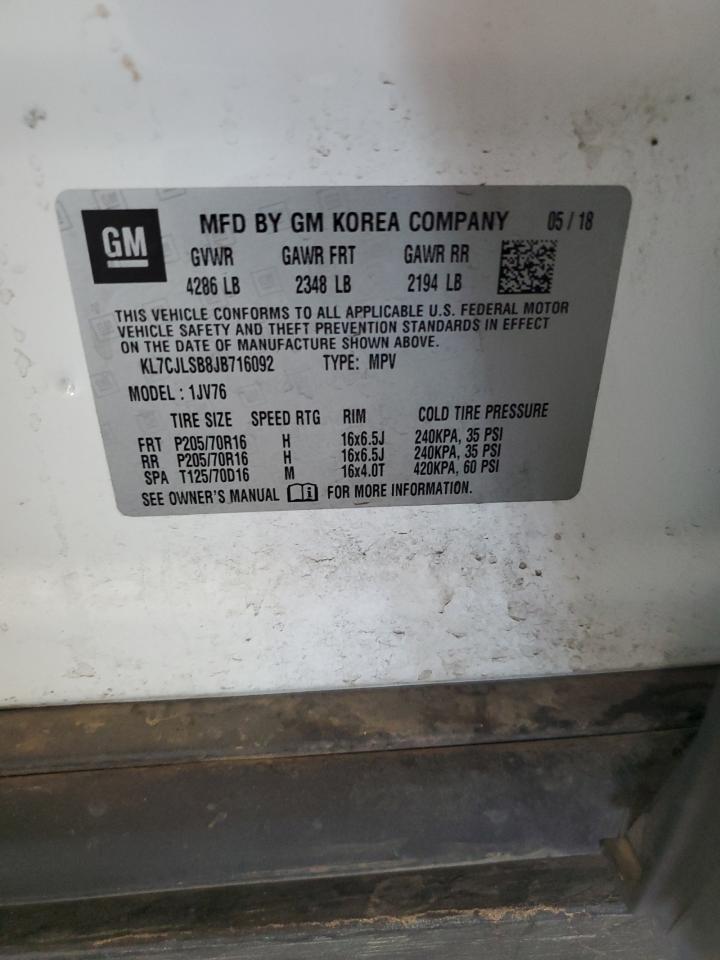 GM
MFD BY GM KOREA COMPANY 05 / 18
GVWR GAWR FRT GAWR RR
4286 LB 2348 LB 2194 LB
THIS VEHICLE CONFORMS TO ALL APPLICABLE U.S. FEDERAL MOTOR
VEHICLE SAFETY AND THEFT PREVENTION STANDARDS IN EFFECT
ON THE DATE OF MANUFACTURE SHOWN ABOVE.
KL7CJLSB8JB716092 TYPE: MPV
MODEL : 1JV76
TIRE SIZE SPEED RTG RIM COLD TIRE PRESSURE
FRT P205/70R16 H 16x6.5J 240KPA, 35 PSI
RR P205/70R16 H 16x6.5J 240KPA, 35 PSI
SPA T125/70D16 M 16x4.0T 420KPA, 60 PSI
SEE OWNER'S MANUAL i FOR MORE INFORMATION.